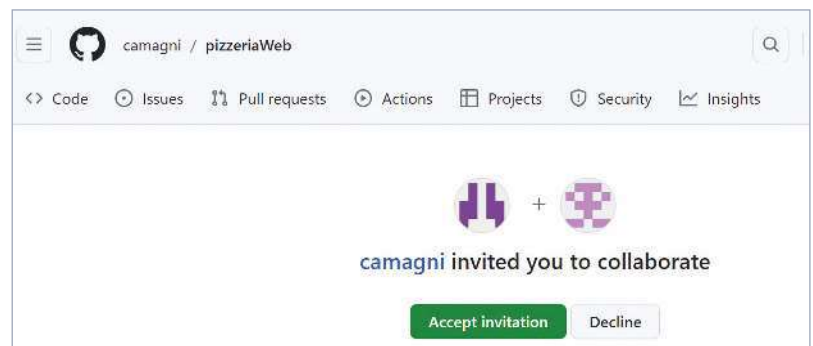 camagni / pizzeriaWeb
Code Issues Pull requests Actions Projects Security Insights
+
camagni invited you to collaborate
Accept invitation Decline